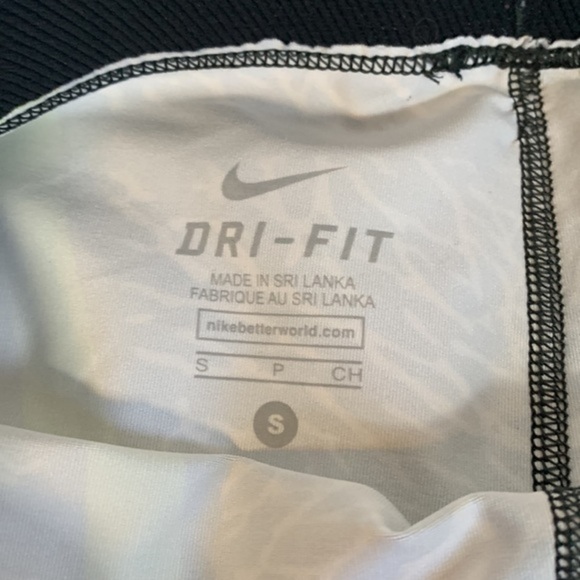 DRI-FIT
MADE IN SRI LANKA
FABRIQUE AU SRI LANKA
nikebetterworld.com
S P CH
S